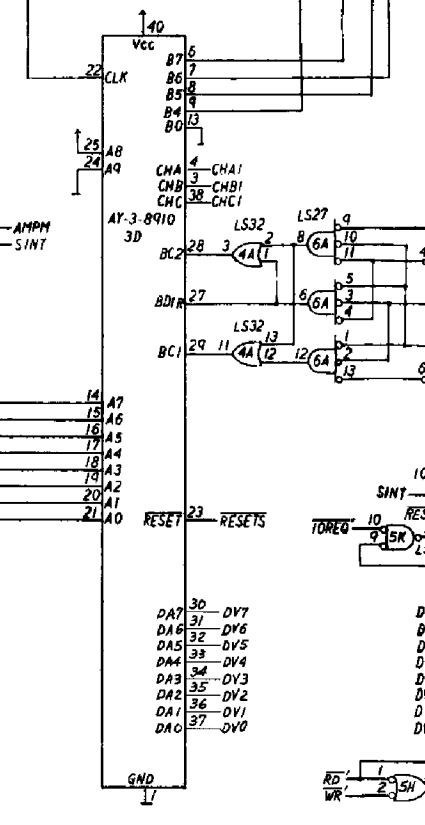 40
Vcc
22 CLK
B7 6
B6 7
B5 8
B4 9
B0 13
25 A8
24 A9
CHA 4 CHA1
CHB 3 CHB1
CHC 38 CHC1
AMPM
SINT
AY-3-8910
3D
LS32
LS27
BC2 28
3 4A 2
1
8 6A 9
10
11
4
BDIR 27
6 6A 5
3
4
LS32
BC1 29
11 4A 13
12
12 6A 1
2
13
14 A7
15 A6
16 A5
17 A4
18 A3
19 A2
20 A1
21 A0
RESET 23 RESETS
SINT
IOREQ' 10
9 5K
DA7 30 DV7
DA6 31 DV6
DA5 32 DV5
DA4 33 DV4
DA3 34 DV3
DA2 35 DV2
DA1 36 DV1
DA0 37 DV0
GND
1
RD' 1
WR' 2 5H